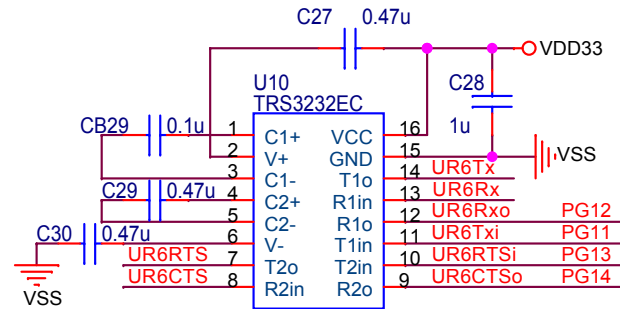 C27 0.47u
VDD33
U10
TRS3232EC
C28
1u
CB29 0.1u
1 C1+ VCC 16
2 V+ GND 15 VSS
3 C1- T1o 14 UR6Tx
C29 0.47u
4 C2+ R1in 13 UR6Rx
5 C2- R1o 12 UR6Rxo PG12
C30 0.47u
6 V- T1in 11 UR6Txi PG11
UR6RTS 7 T2o T2in 10 UR6RTSi PG13
UR6CTS 8 R2in R2o 9 UR6CTSo PG14
VSS